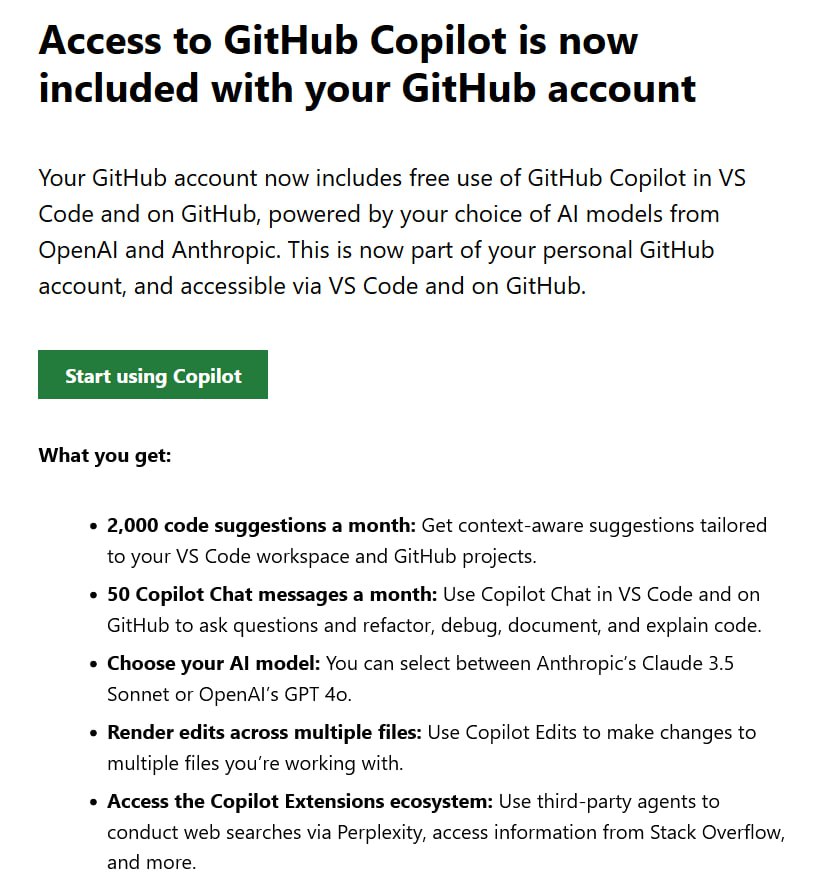 Access to GitHub Copilot is now
included with your GitHub account
Your GitHub account now includes free use of GitHub Copilot in VS
Code and on GitHub, powered by your choice of AI models from
OpenAI and Anthropic. This is now part of your personal GitHub
account, and accessible via VS Code and on GitHub.
Start using Copilot
What you get:
• 2,000 code suggestions a month: Get context-aware suggestions tailored
to your VS Code workspace and GitHub projects.
• 50 Copilot Chat messages a month: Use Copilot Chat in VS Code and on
GitHub to ask questions and refactor, debug, document, and explain code.
• Choose your AI model: You can select between Anthropic’s Claude 3.5
Sonnet or OpenAI’s GPT 4o.
• Render edits across multiple files: Use Copilot Edits to make changes to
multiple files you’re working with.
• Access the Copilot Extensions ecosystem: Use third-party agents to
conduct web searches via Perplexity, access information from Stack Overflow,
and more.